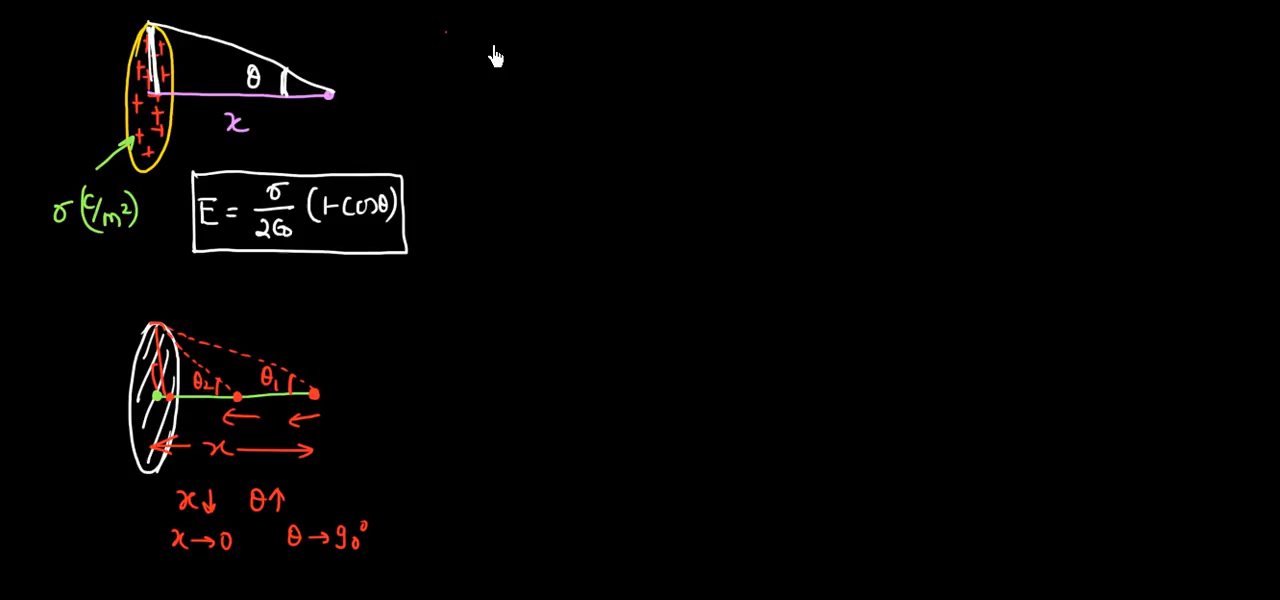 θ
x
σ (C/m²)
E = σ/2ε₀ (1-cosθ)
θ₂ θ₁
x
x↓ θ↑
x→0 θ→90°